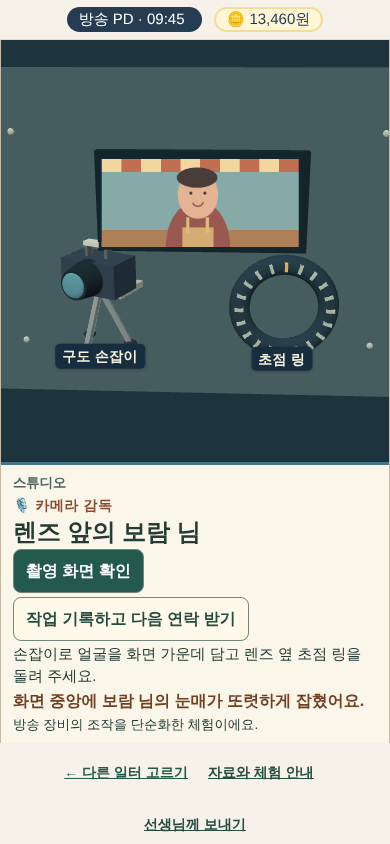 방송 PD · 09:45
🪙 13,460원
구도 손잡이
초점 링
스튜디오
🎙️ 카메라 감독
렌즈 앞의 보람 님
촬영 화면 확인
작업 기록하고 다음 연락 받기
손잡이로 얼굴을 화면 가운데 담고 렌즈 옆 초점 링을
돌려 주세요.
화면 중앙에 보람 님의 눈매가 또렷하게 잡혔어요.
방송 장비의 조작을 단순화한 체험이에요.
← 다른 일터 고르기
자료와 체험 안내
선생님께 보내기